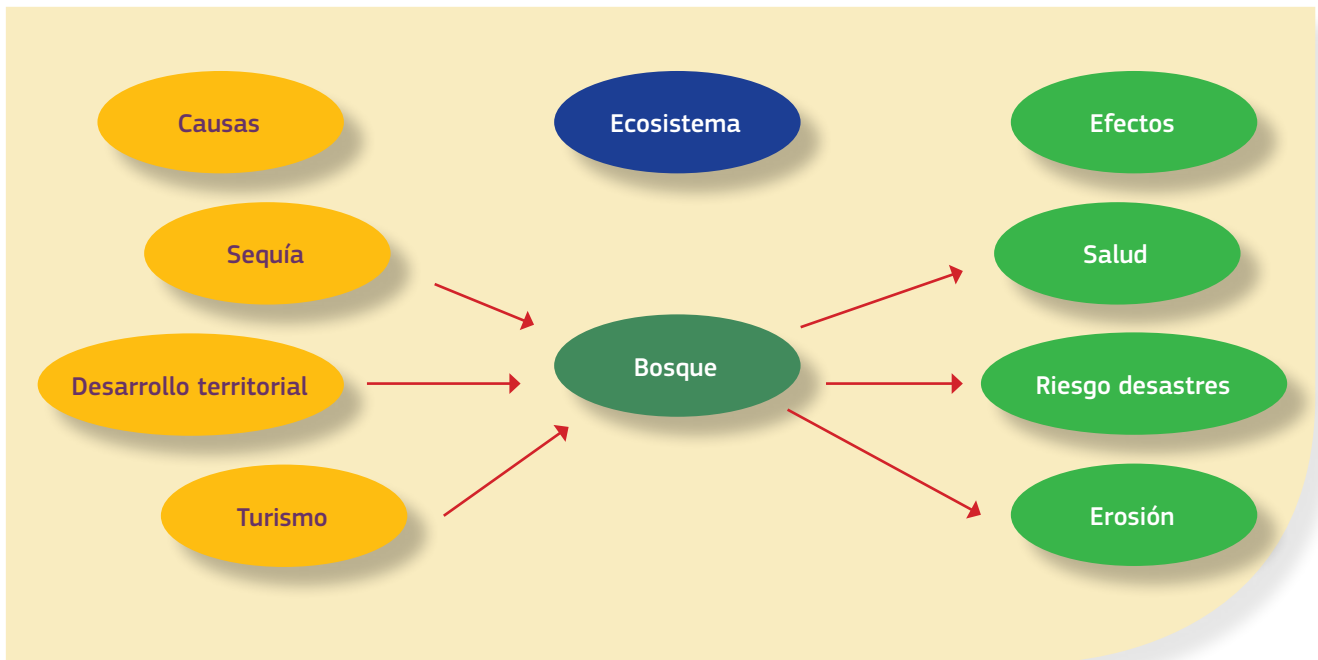 Causas
Ecosistema
Efectos
Sequía
Salud
Bosque
Desarrollo territorial
Riesgo desastres
Turismo
Erosión